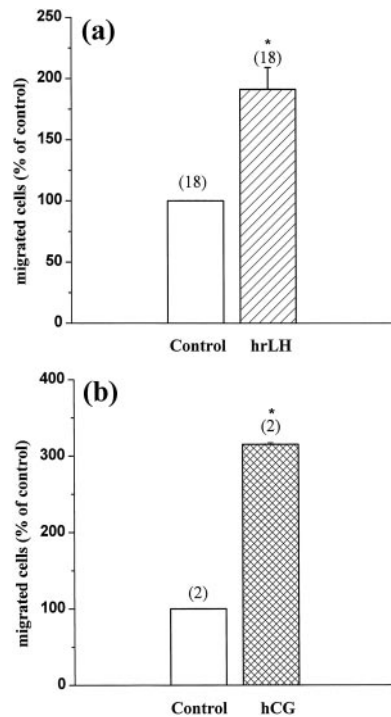 (a)
migrated cells (% of control)
250
200
150
100
50
0
*
(18)
(18)
Control hrLH
(b)
migrated cells (% of control)
400
300
200
100
0
*
(2)
(2)
Control hCG